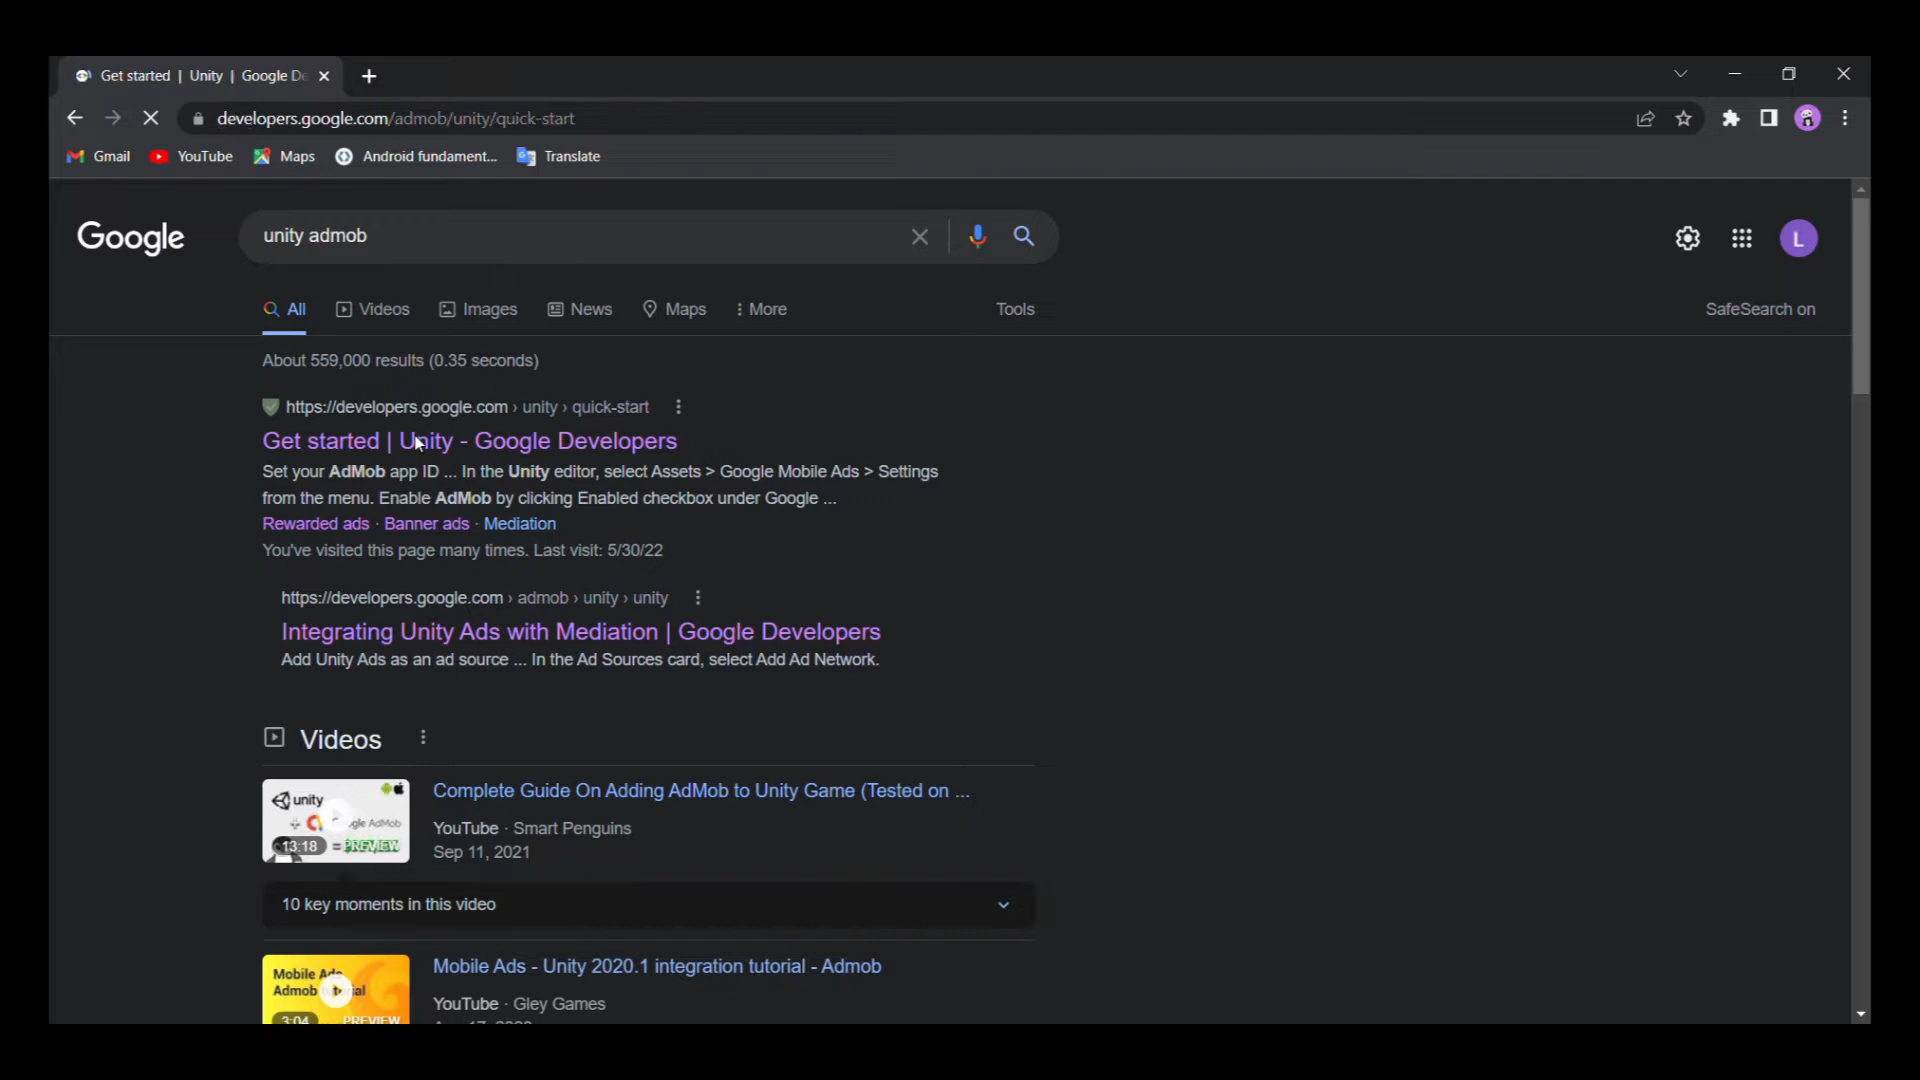 Get started | Unity | Google De
developers.google.com/admob/unity/quick-start
Gmail YouTube Maps Android fundament... Translate
Google unity admob L
All Videos Images News Maps More Tools SafeSearch on
About 559,000 results (0.35 seconds)
https://developers.google.com › unity › quick-start
Get started | Unity - Google Developers
Set your AdMob app ID ... In the Unity editor, select Assets > Google Mobile Ads > Settings
from the menu. Enable AdMob by clicking Enabled checkbox under Google ...
Rewarded ads · Banner ads · Mediation
You've visited this page many times. Last visit: 5/30/22
https://developers.google.com › admob › unity › unity
Integrating Unity Ads with Mediation | Google Developers
Add Unity Ads as an ad source ... In the Ad Sources card, select Add Ad Network.
Videos
unity
gle AdMob
13:18 = PREVIEW
Complete Guide On Adding AdMob to Unity Game (Tested on ...
YouTube · Smart Penguins
Sep 11, 2021
10 key moments in this video
Mobile Ads
Admob
3:04 PREVIEW
Mobile Ads - Unity 2020.1 integration tutorial - Admob
YouTube · Gley Games